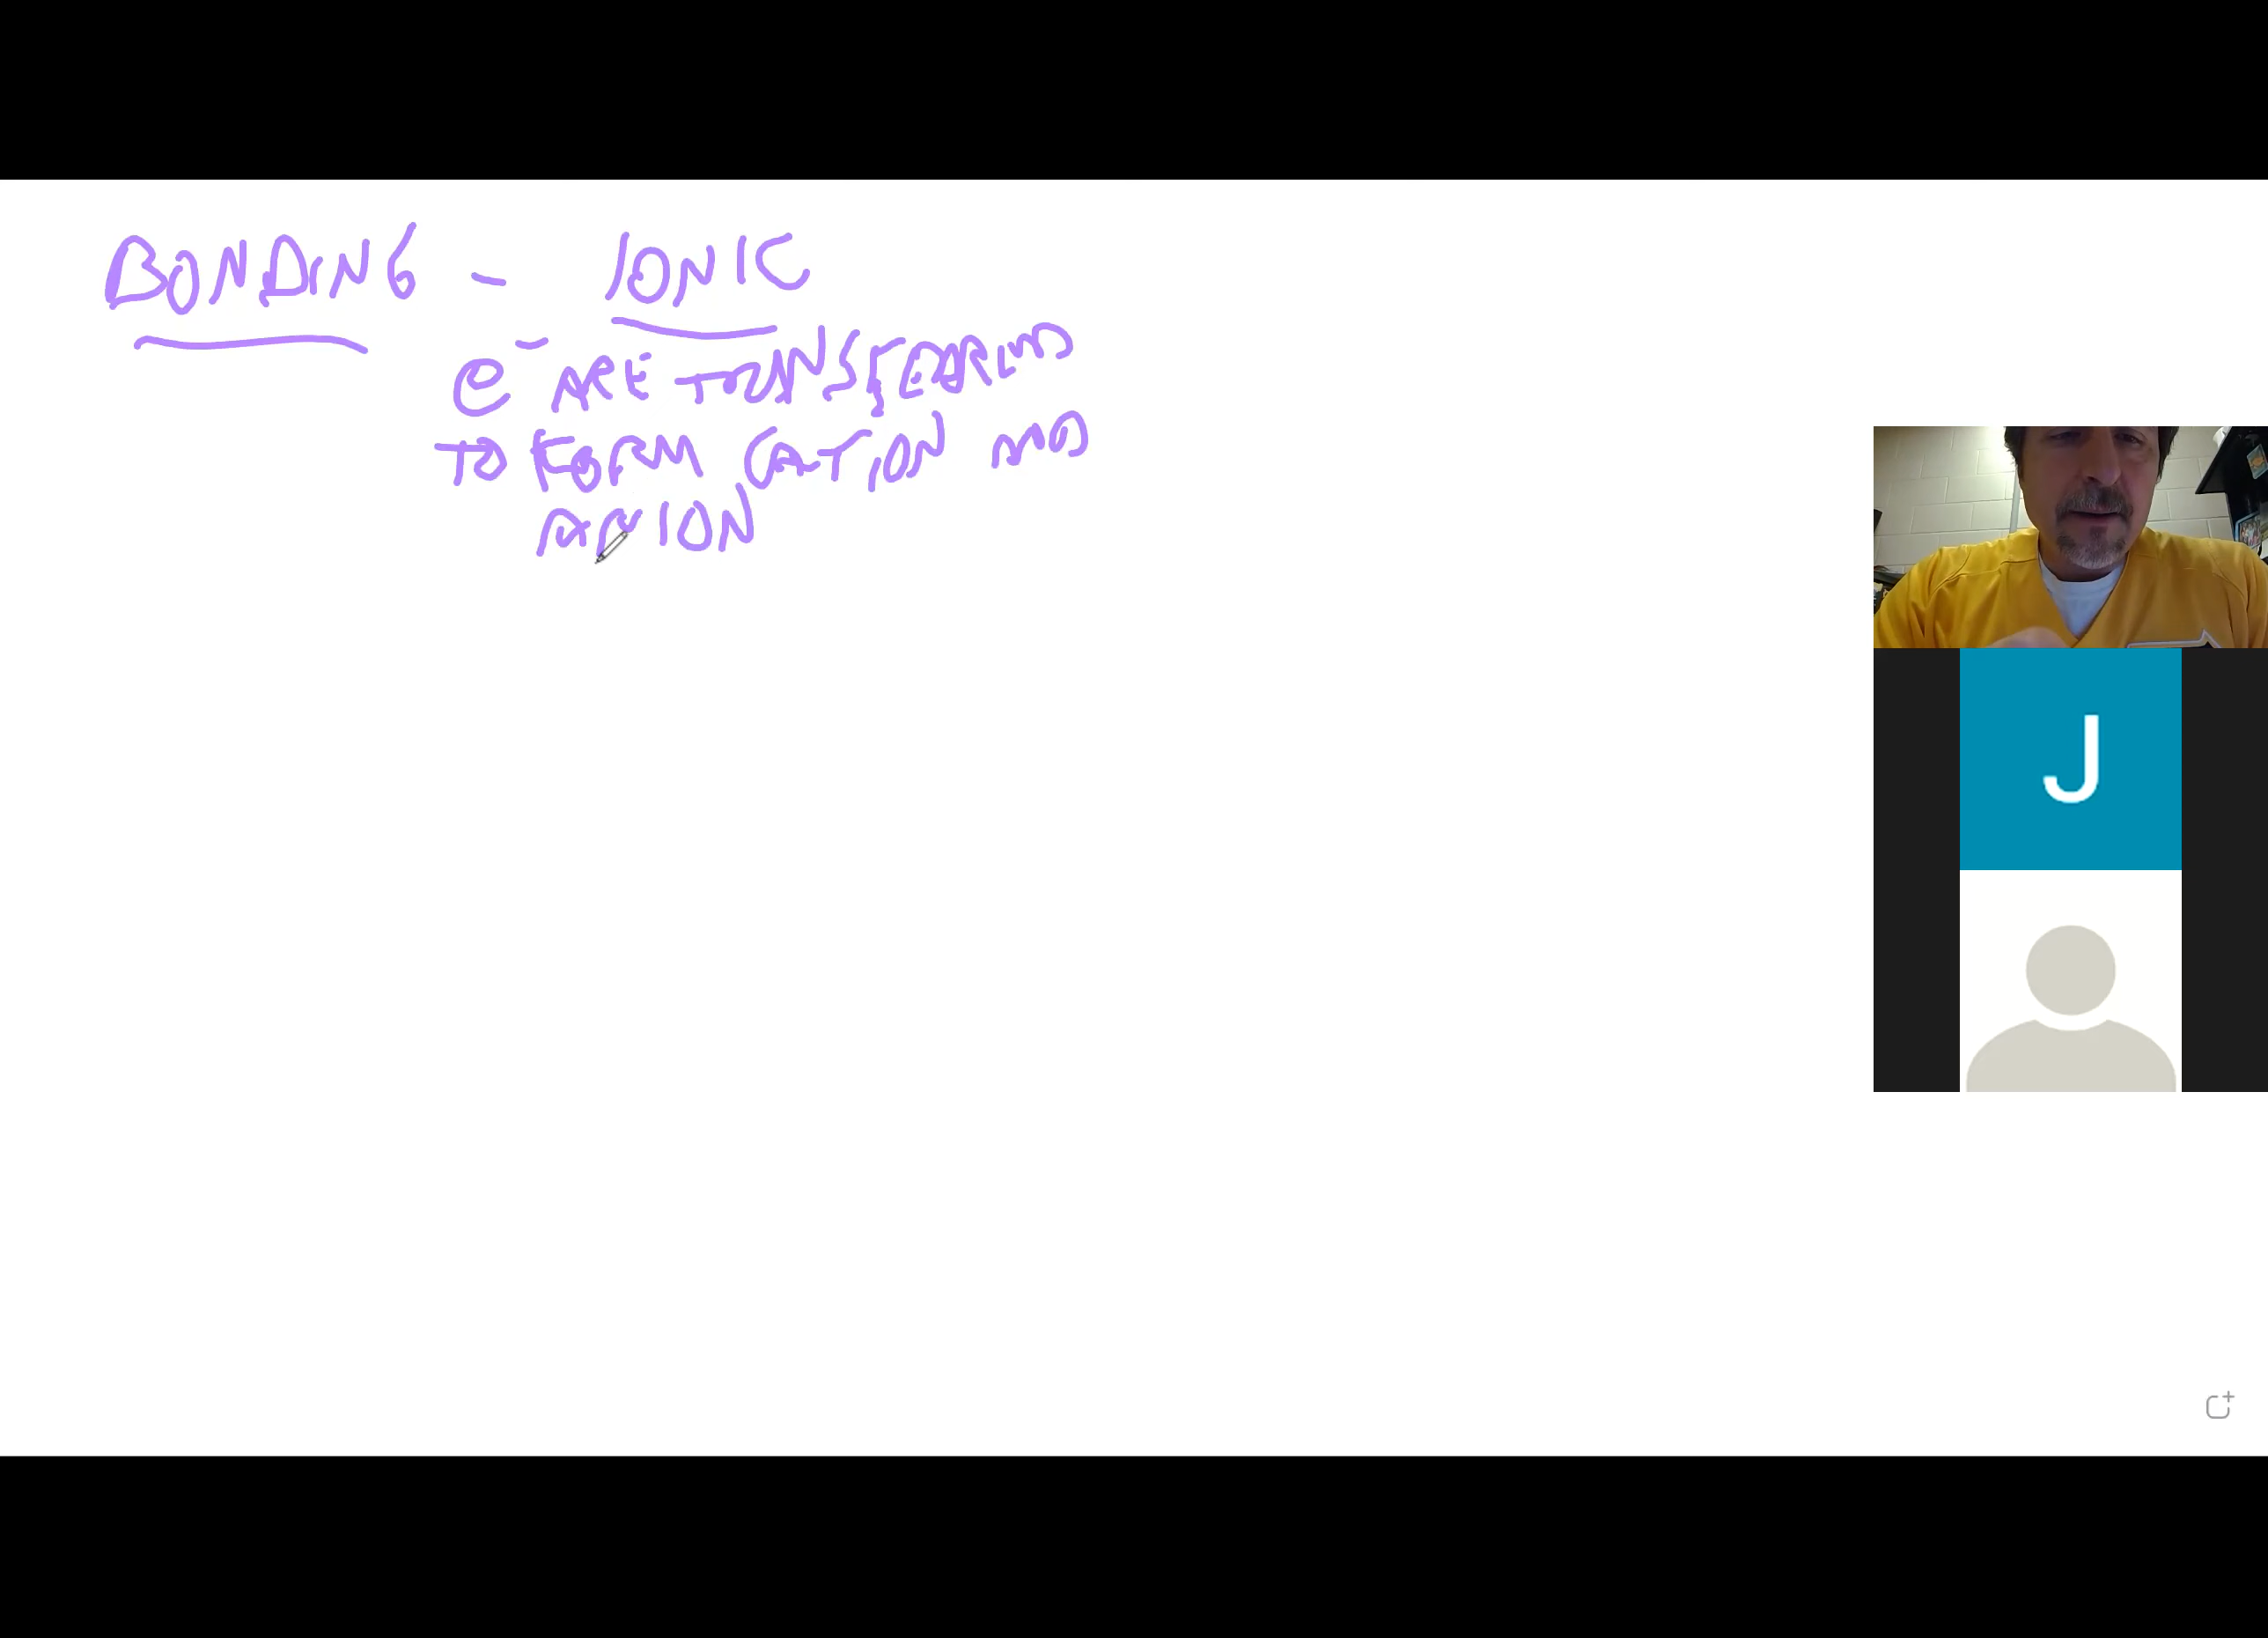 BONDING - IONIC
e⁻ ARE TRANSFERRED
TO FORM CATION AND
ANION
J